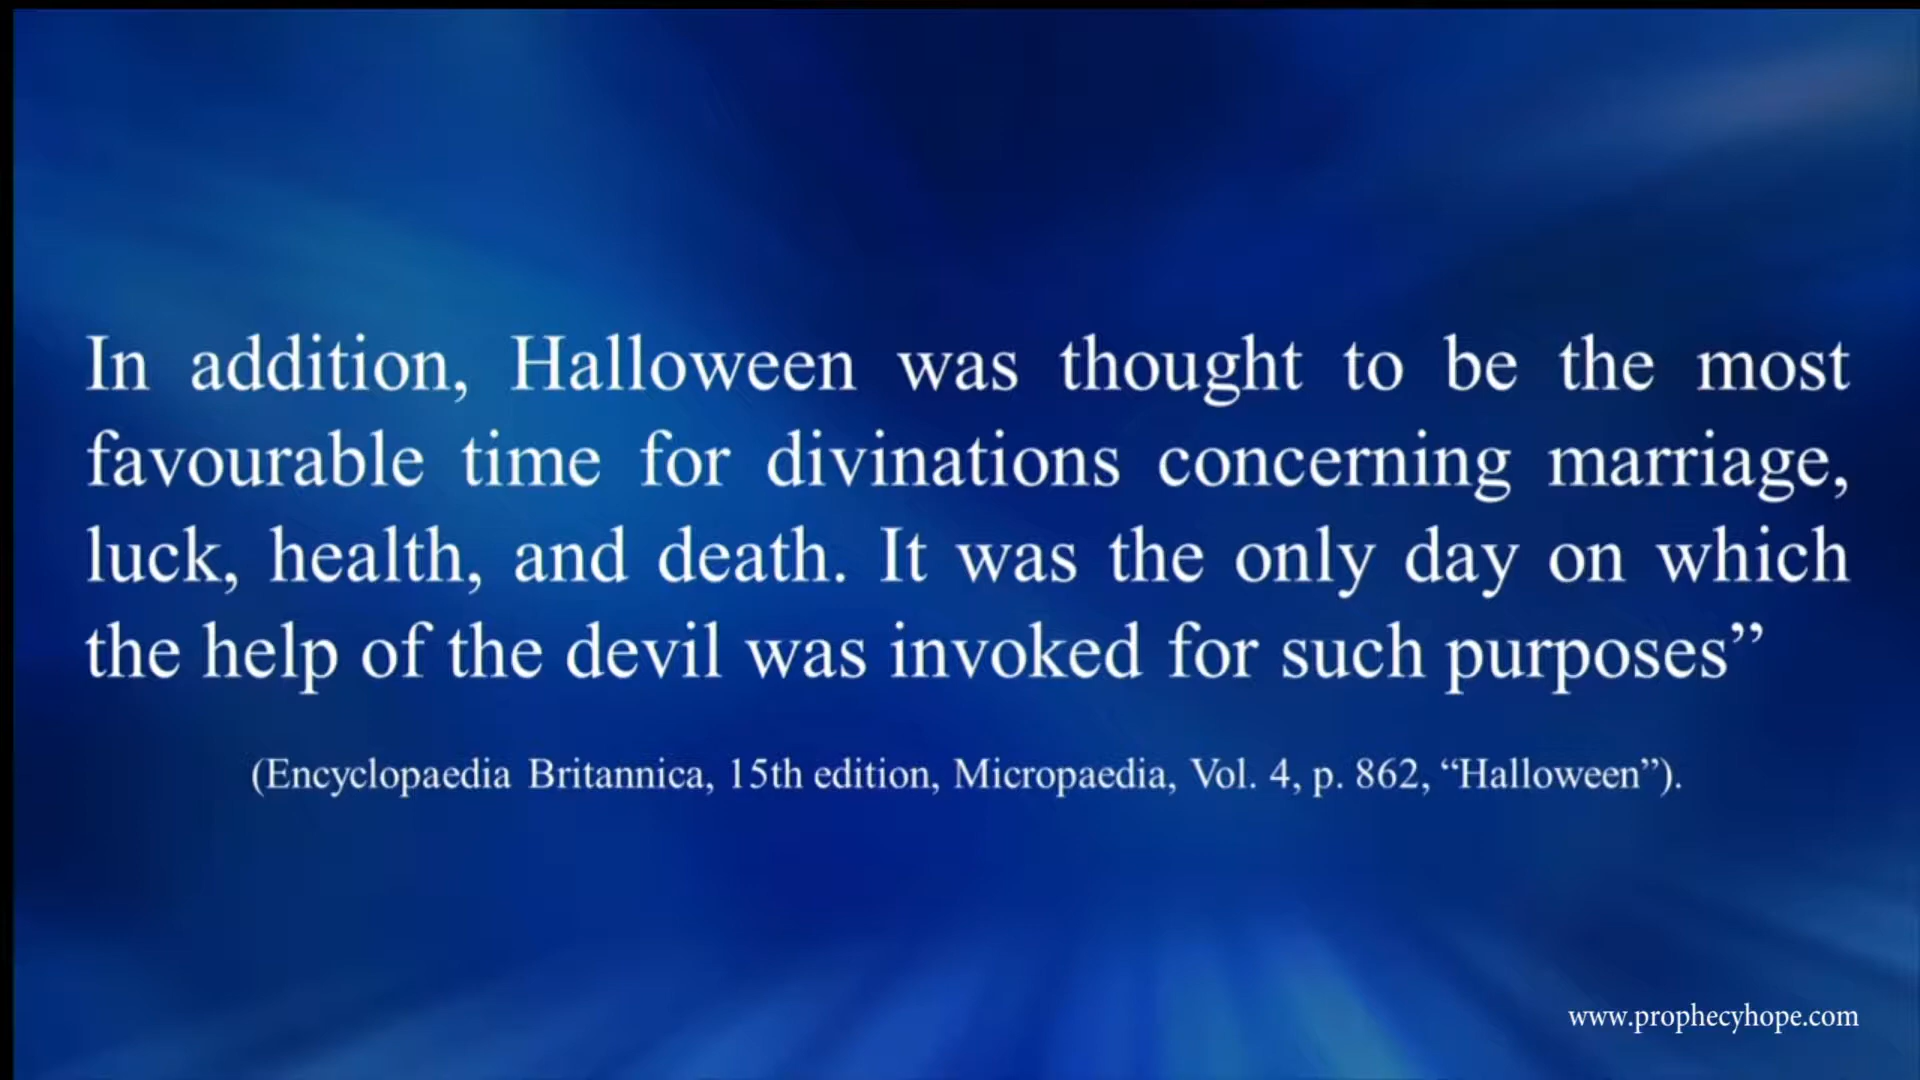 In addition, Halloween was thought to be the most
favourable time for divinations concerning marriage,
luck, health, and death. It was the only day on which
the help of the devil was invoked for such purposes”
(Encyclopaedia Britannica, 15th edition, Micropaedia, Vol. 4, p. 862, “Halloween”).
www.prophecyhope.com